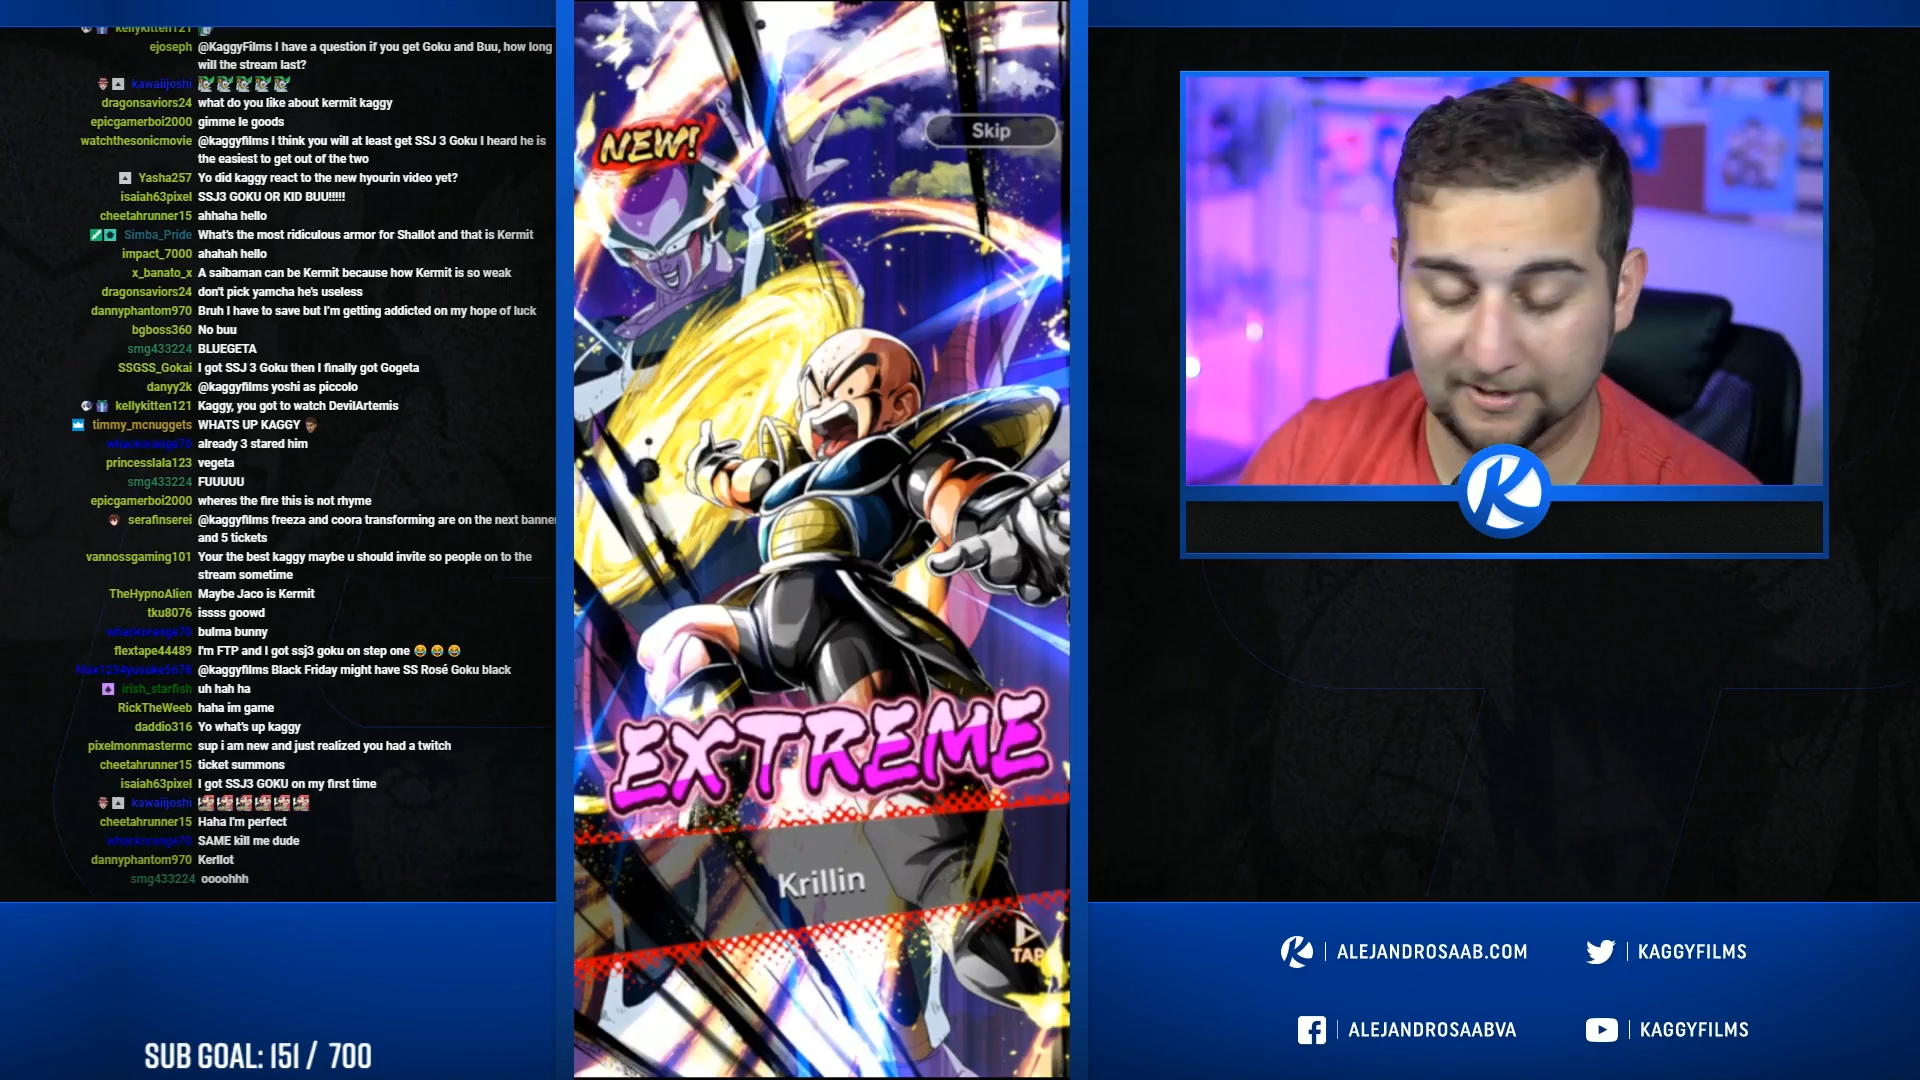 kellykitten121
ejoseph @KaggyFilms I have a question if you get Goku and Buu, how long
will the stream last?
kawaiijoshi
dragonsaviors24 what do you like about kermit kaggy
epicgamerboi2000 gimme le goods
watchthesonicmovie @kaggyfilms I think you will at least get SSJ 3 Goku I heard he is
the easiest to get out of the two
Yasha257 Yo did kaggy react to the new hyourin video yet?
isaiah63pixel SSJ3 GOKU OR KID BUU!!!!!
cheetahrunner15 ahhaha hello
Simba_Pride What's the most ridiculous armor for Shallot and that is Kermit
impact_7000 ahahah hello
x_banato_x A saibaman can be Kermit because how Kermit is so weak
dragonsaviors24 don't pick yamcha he's useless
dannyphantom970 Bruh I have to save but I'm getting addicted on my hope of luck
bgboss360 No buu
smg433224 BLUEGETA
SSGSS_Gokai I got SSJ 3 Goku then I finally got Gogeta
danyy2k @kaggyfilms yoshi as piccolo
kellykitten121 Kaggy, you got to watch DevilArtemis
timmy_mcnuggets WHATS UP KAGGY
whackorange70 already 3 stared him
princesslala123 vegeta
smg433224 FUUUUU
epicgamerboi2000 wheres the fire this is not rhyme
serafinserei @kaggyfilms freeza and coora transforming are on the next banner
and 5 tickets
vannossgaming101 Your the best kaggy maybe u should invite so people on to the
stream sometime
TheHypnoAlien Maybe Jaco is Kermit
tku8076 issss goowd
whackorange70 bulma bunny
flextape44489 I'm FTP and I got ssj3 goku on step one 😂 😂 😂
@kaggyfilms Black Friday might have SS Rosé Goku black
irish_starfish uh hah ha
RickTheWeeb haha im game
daddio316 Yo what's up kaggy
pixelmonmastermc sup i am new and just realized you had a twitch
cheetahrunner15 ticket summons
isaiah63pixel I got SSJ3 GOKU on my first time
kawaiijoshi
cheetahrunner15 Haha I'm perfect
whackorange70 SAME kill me dude
dannyphantom970 Kerllot
smg433224 oooohhh
SUB GOAL: 151 / 700
NEW!
Skip
EXTREME
Krillin
TAP
K
ALEJANDROSAAB.COM
KAGGYFILMS
ALEJANDROSAABVA
KAGGYFILMS